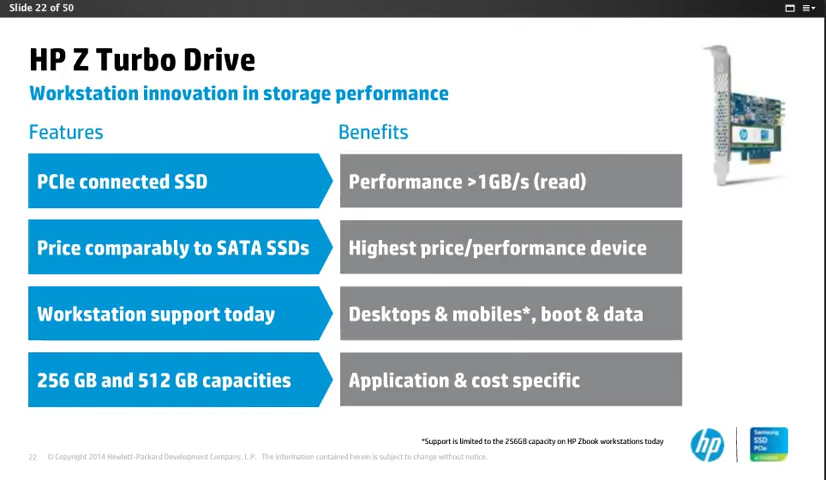 Slide 22 of 50
HP Z Turbo Drive
Workstation innovation in storage performance
Features
Benefits
PCIe connected SSD
Performance >1GB/s (read)
Price comparably to SATA SSDs
Highest price/performance device
Workstation support today
Desktops & mobiles*, boot & data
256 GB and 512 GB capacities
Application & cost specific
*Support is limited to the 256GB capacity on HP Zbook workstations today
hp
Samsung
SSD
PCIe
22 © Copyright 2014 Hewlett-Packard Development Company, L.P. The information contained herein is subject to change without notice.